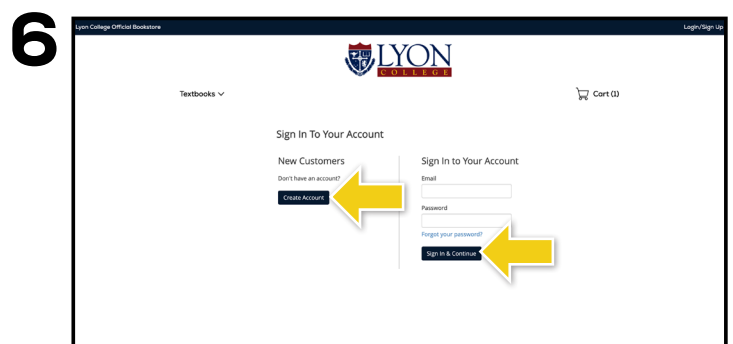 6
Lyon College Official Bookstore
Login/Sign Up
LYON
COLLEGE
Textbooks
Cart (1)
Sign In To Your Account
New Customers
Don't have an account?
Create Account
Sign In to Your Account
Email
Password
Forgot your password?
Sign In & Continue